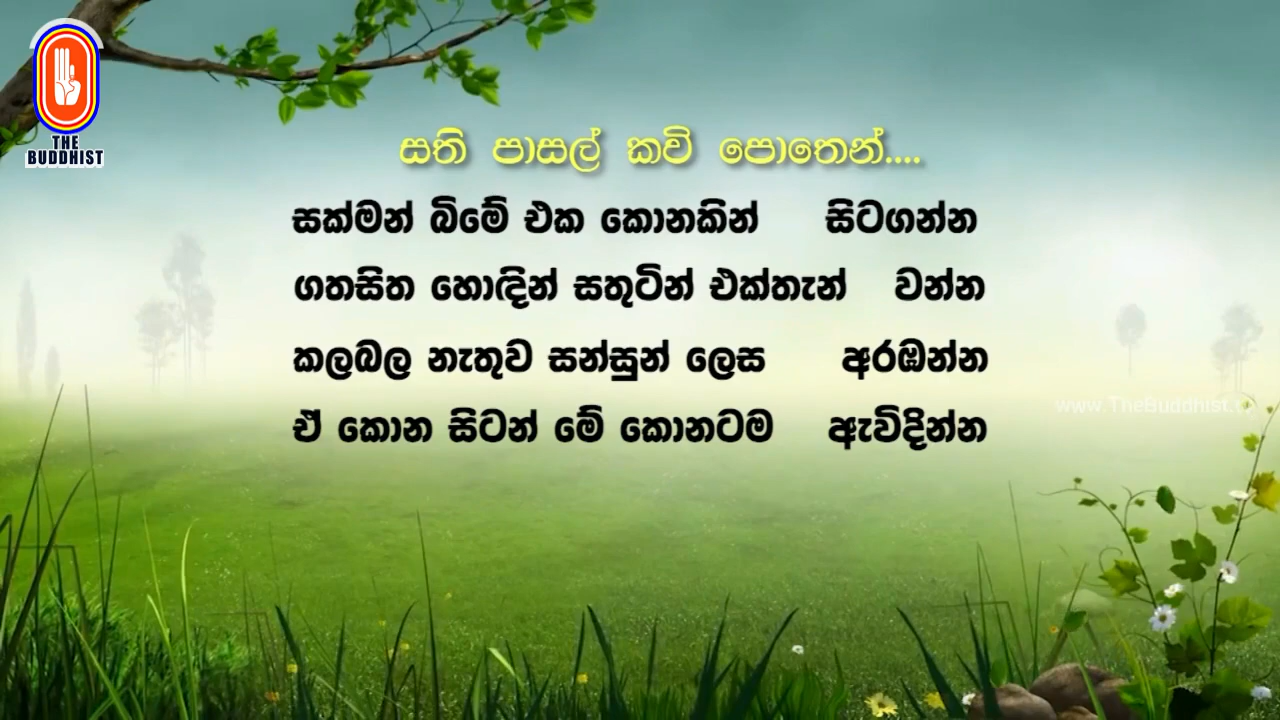 THE
BUDDHIST
සති පාසල් කවි පොතෙන්....
සක්මන් බිමේ එක කොනකින් සිටගන්න
ගතසිත හොඳින් සතුටින් එක්තැන් වන්න
කලබල නැතුව සන්සුන් ලෙස අරඹන්න
ඒ කොන සිටන් මේ කොනටම ඇවිදින්න
www.TheBuddhist.